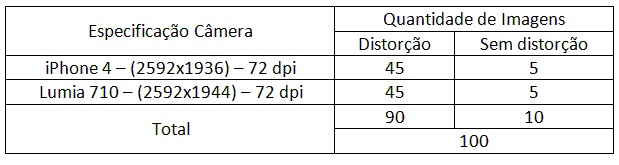 Especificação Câmera
Quantidade de Imagens
Distorção Sem distorção
iPhone 4 – (2592x1936) – 72 dpi 45 5
Lumia 710 – (2592x1944) – 72 dpi 45 5
Total
90 10
100